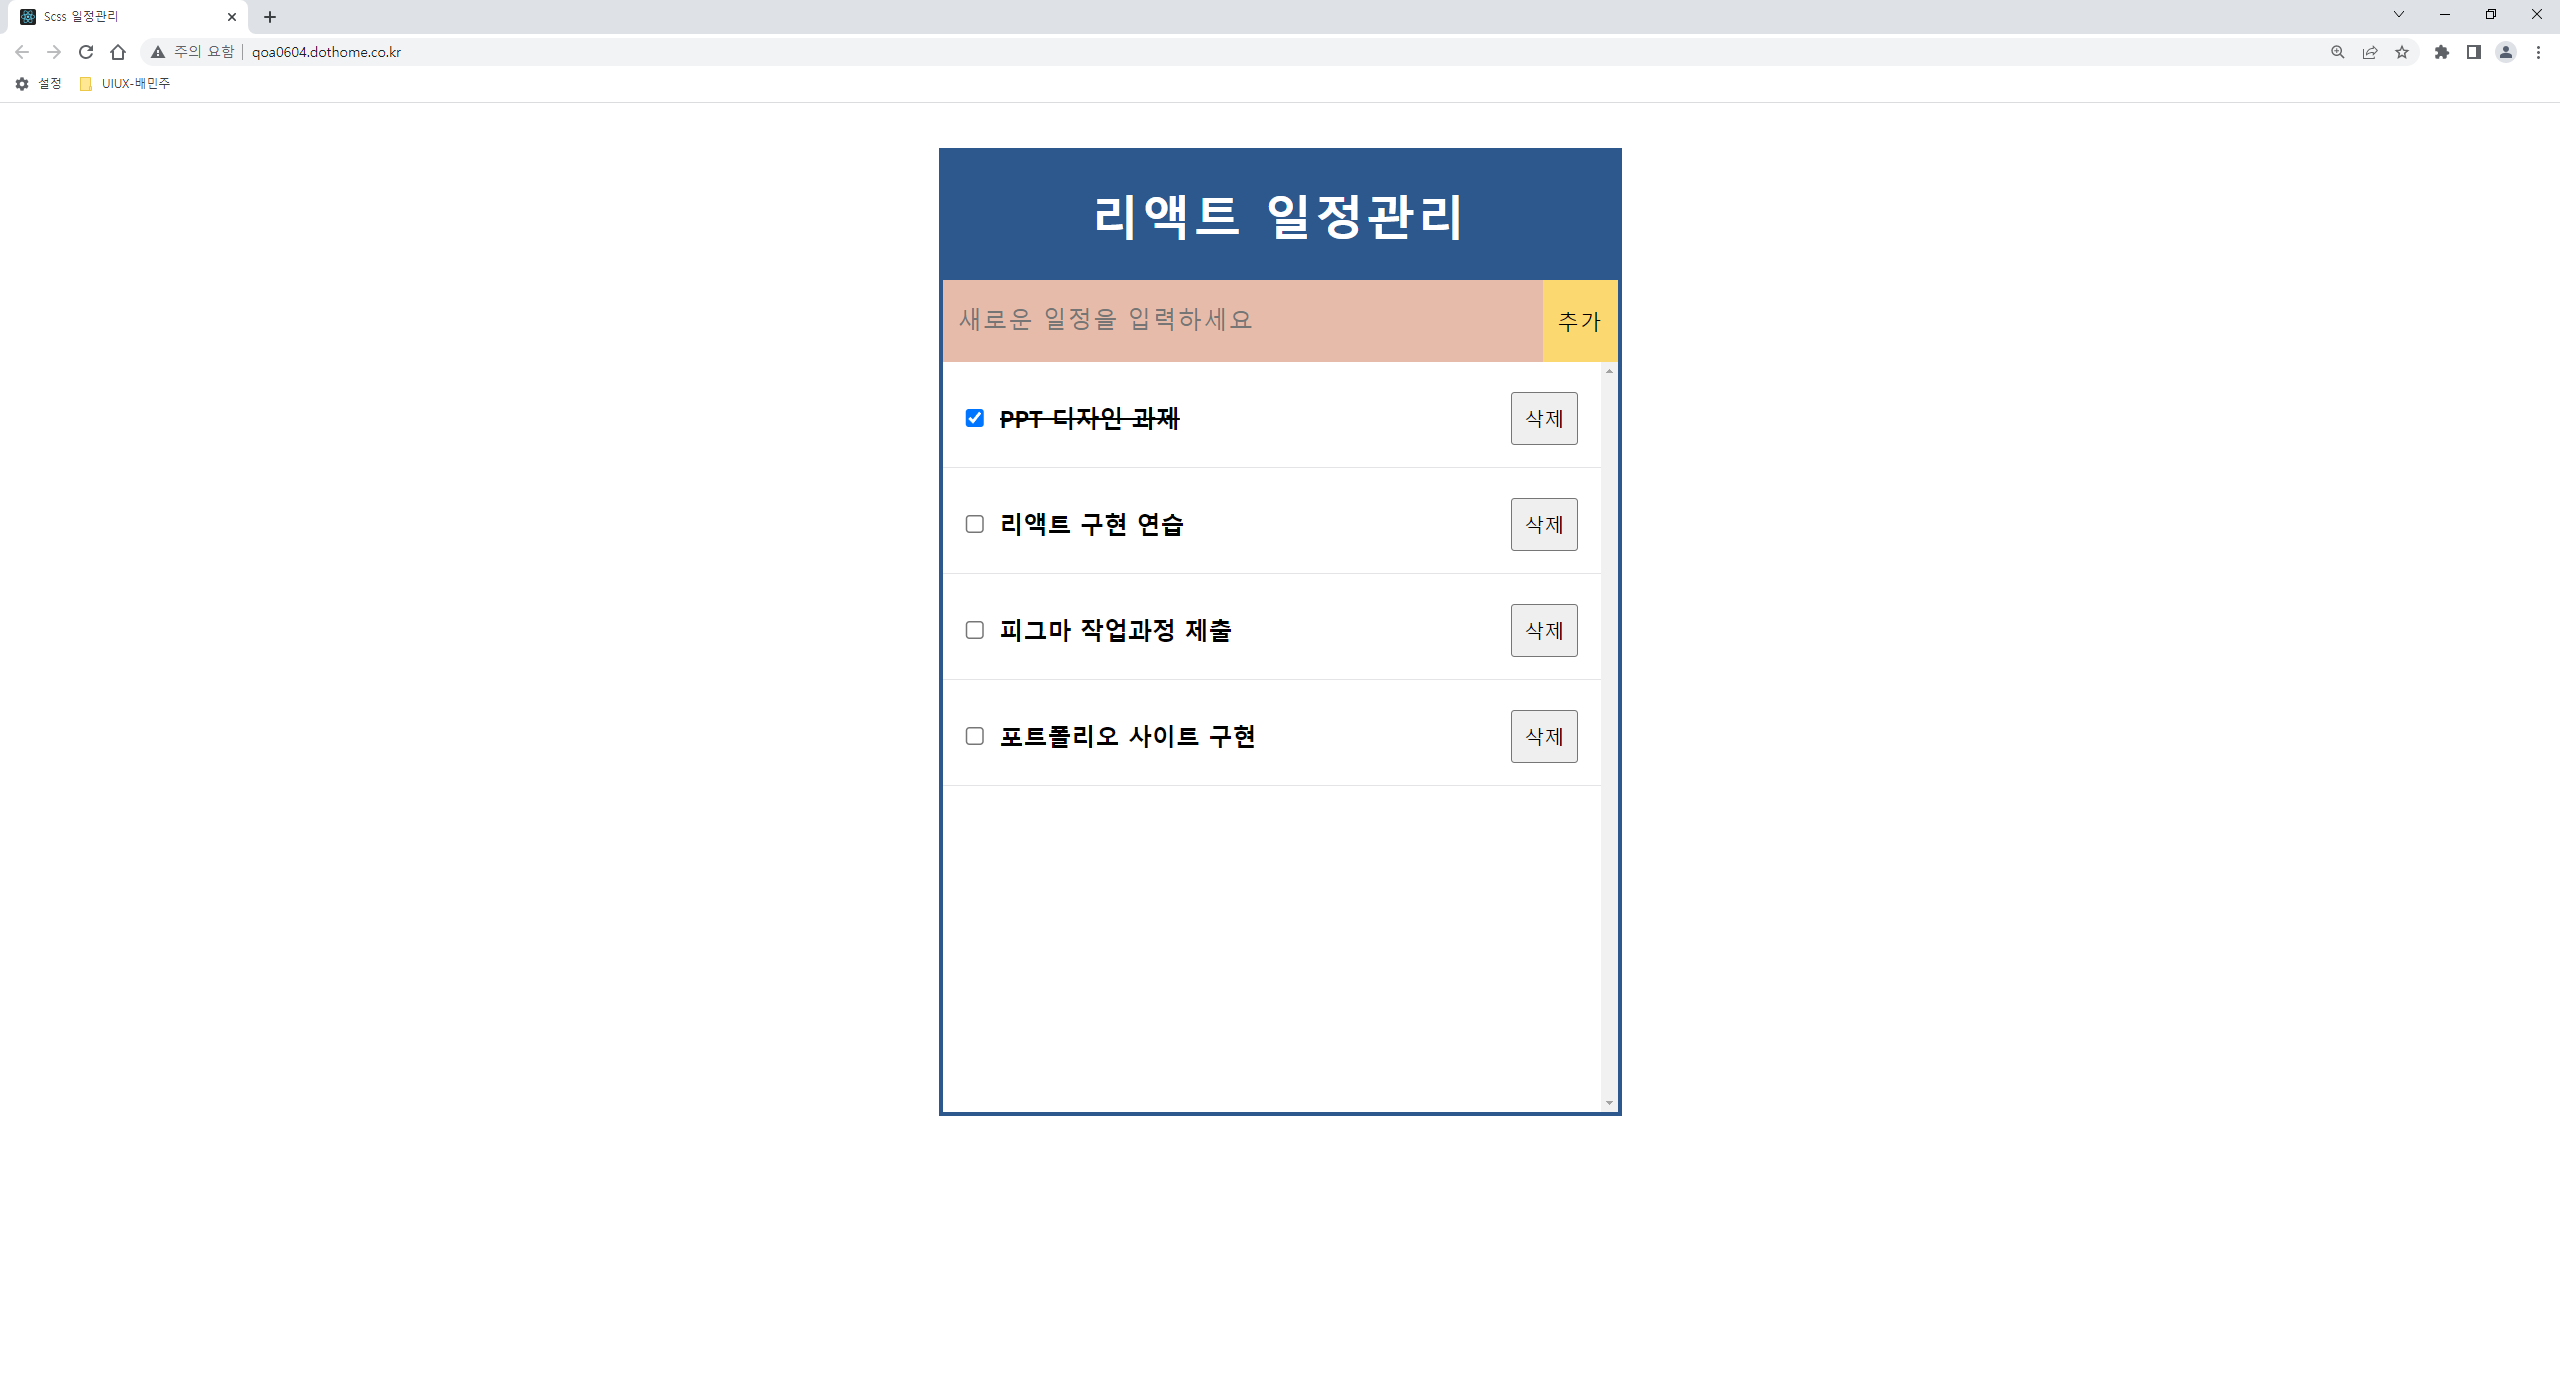 Scss 일정관리
주의 요함 qoa0604.dothome.co.kr
설정 UIUX-배민주
리액트 일정관리
새로운 일정을 입력하세요 추가
PPT 디자인 과제 삭제
리액트 구현 연습 삭제
피그마 작업과정 제출 삭제
포트폴리오 사이트 구현 삭제